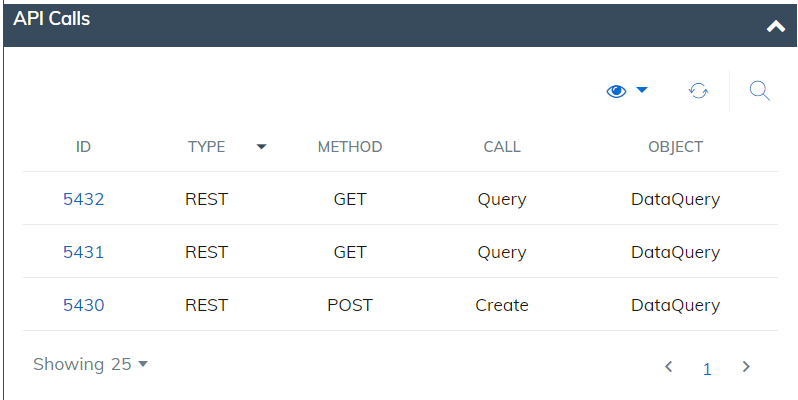 API Calls
ID TYPE METHOD CALL OBJECT
5432 REST GET Query DataQuery
5431 REST GET Query DataQuery
5430 REST POST Create DataQuery
Showing 25 1